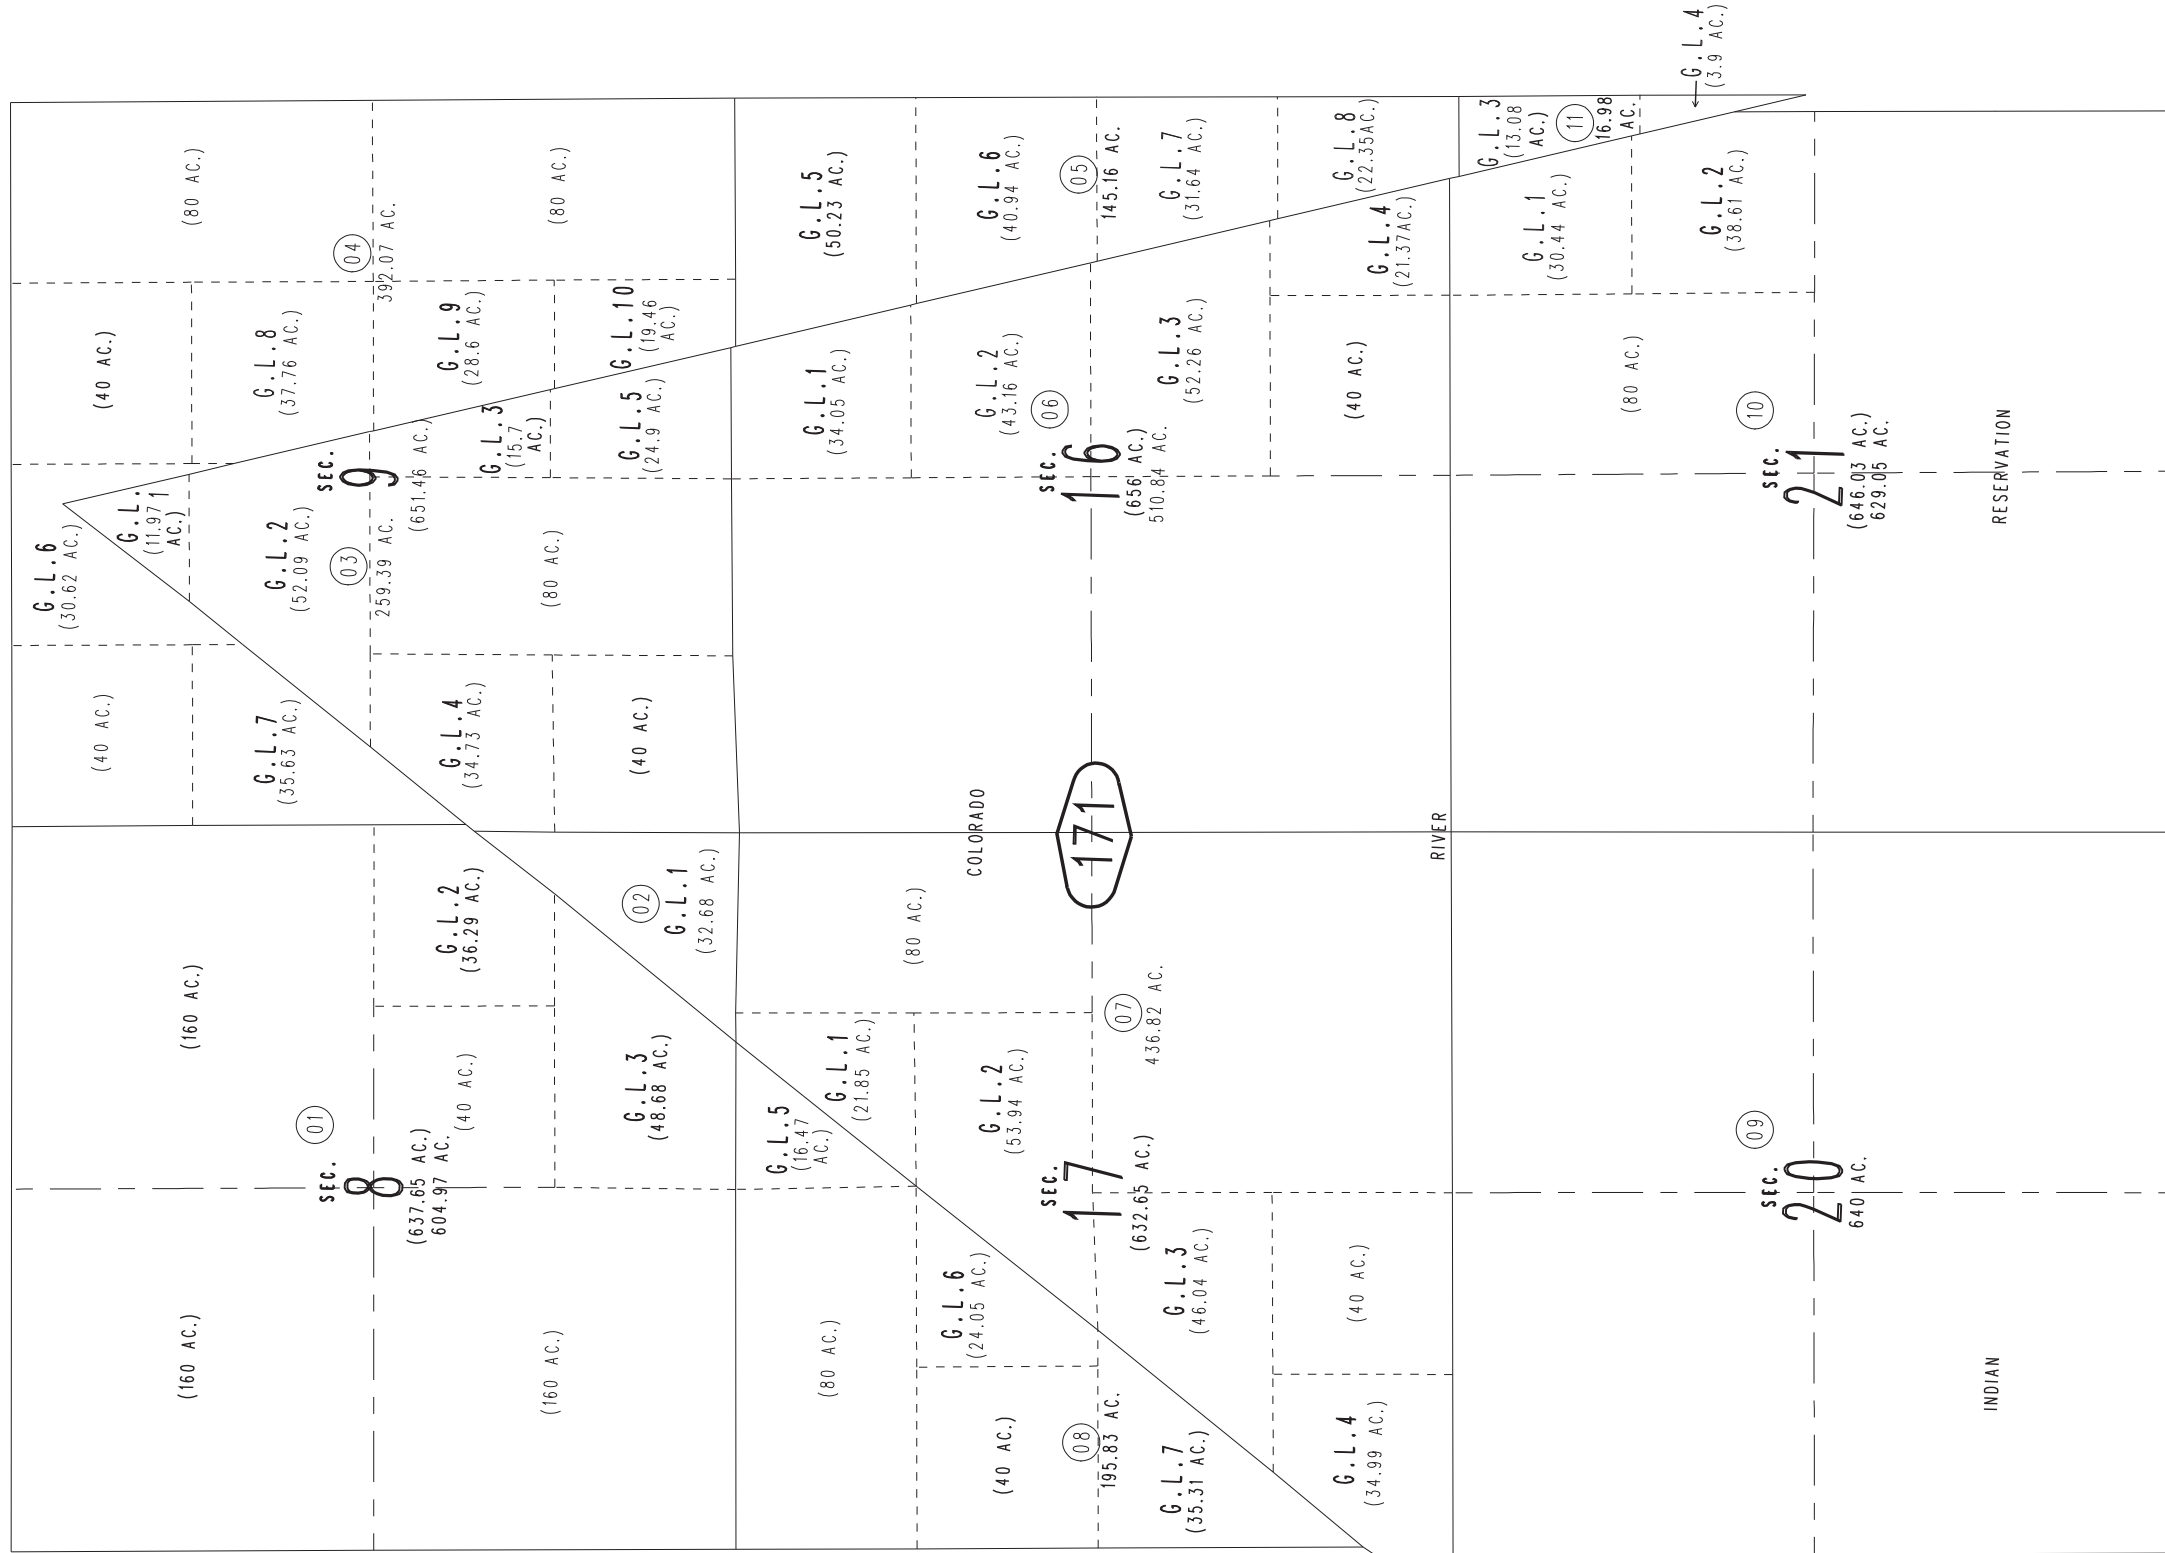 (160 AC.)
(160 AC.)
(160 AC.)
01
SEC.
8
(637.65 AC.)
604.97 AC.
(40 AC.)
G.L.2
(36.29 AC.)
G.L.3
(48.68 AC.)
02
G.L.1
(32.68 AC.)
(40 AC.)
G.L.7
(35.63 AC.)
G.L.6
(30.62 AC.)
G.L.1
(11.97
AC.)
G.L.2
(52.09 AC.)
03
259.39 AC.
SEC.
9
(651.46 AC.)
G.L.4
(34.73 AC.)
(40 AC.)
(80 AC.)
G.L.3
(15.7
AC.)
G.L.5
(24.9 AC.)
(40 AC.)
G.L.8
(37.76 AC.)
(80 AC.)
04
392.07 AC.
G.L.9
(28.6 AC.)
G.L.10
(19.46
AC.)
(80 AC.)
(80 AC.)
G.L.5
(16.47
AC.)
G.L.1
(21.85 AC.)
(80 AC.)
COLORADO
G.L.6
(24.05 AC.)
(40 AC.)
G.L.2
(53.94 AC.)
08
195.83 AC.
SEC.
17
(632.65 AC.)
07
436.82 AC.
G.L.7
(35.31 AC.)
G.L.3
(46.04 AC.)
G.L.4
(34.99 AC.)
(40 AC.)
171
RIVER
G.L.1
(34.05 AC.)
G.L.5
(50.23 AC.)
G.L.2
(43.16 AC.)
G.L.6
(40.94 AC.)
06
SEC.
16
(656 AC.)
510.84 AC.
05
145.16 AC.
G.L.3
(52.26 AC.)
G.L.7
(31.64 AC.)
(40 AC.)
G.L.4
(21.37AC.)
G.L.8
(22.35AC.)
09
SEC.
20
640 AC.
INDIAN
G.L.1
(30.44 AC.)
G.L.3
(13.08
AC.)
11
16.98
AC.
(80 AC.)
G.L.2
(38.61 AC.)
G.L.4
(3.9 AC.)
10
SEC.
21
(646.03 AC.)
629.05 AC.
RESERVATION